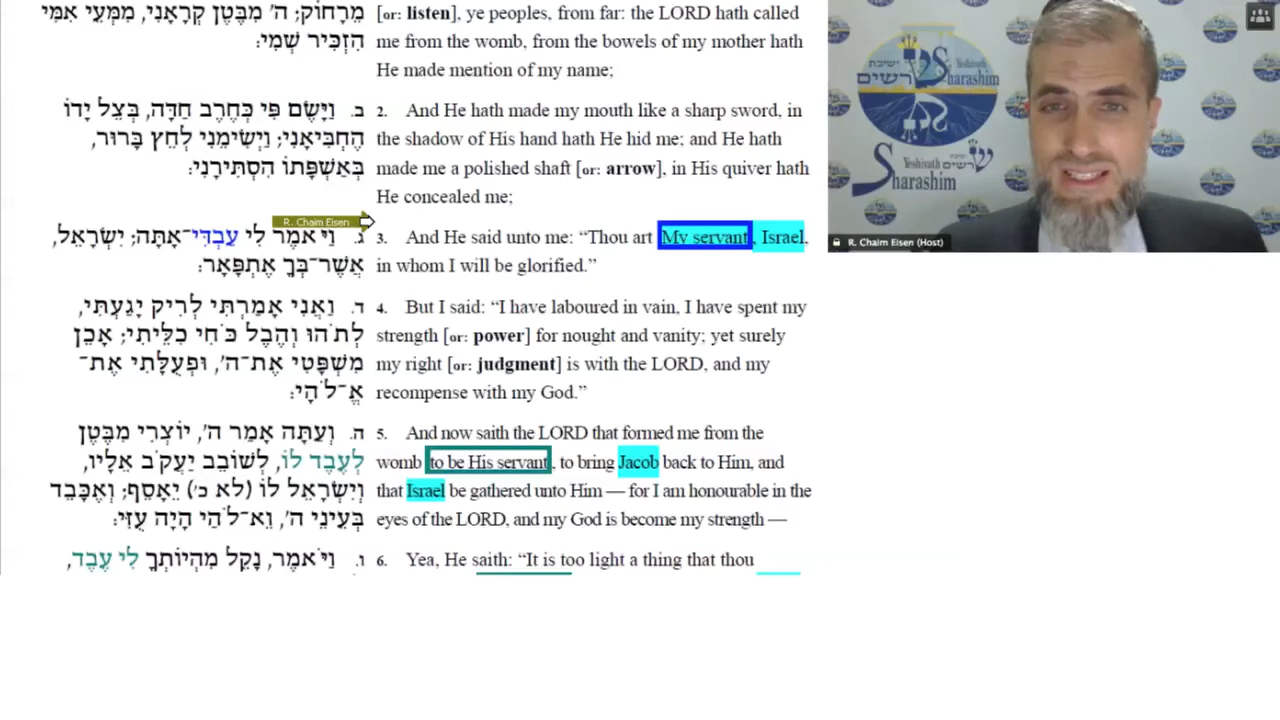 מֵרָחוֹק; ה' מִבֶּטֶן קְרָאָנִי, מִמְּעֵי אִמִּי
הִזְכִּיר שְׁמִי׃
[or: listen], ye peoples, from far: the LORD hath called
me from the womb, from the bowels of my mother hath
He made mention of my name;
ב. וַיָּשֶׂם פִּי כְּחֶרֶב חַדָּה, בְּצֵל יָדוֹ
הֶחְבִּיאָנִי; וַיְשִׂימֵנִי לְחֵץ בָּרוּר,
בְּאַשְׁפָּתוֹ הִסְתִּירָנִי׃
2. And He hath made my mouth like a sharp sword, in
the shadow of His hand hath He hid me; and He hath
made me a polished shaft [or: arrow], in His quiver hath
He concealed me;
R. Chaim Eisen
ג. וַיֹּאמֶר לִי עַבְדִּי־אָתָּה; יִשְׂרָאֵל,
אֲשֶׁר־בְּךָ אֶתְפָּאָר׃
3. And He said unto me: “Thou art My servant, Israel,
in whom I will be glorified.”
ד. וַאֲנִי אָמַרְתִּי לְרִיק יָגַעְתִּי,
לְתֹהוּ וְהֶבֶל כֹּחִי כִלֵּיתִי; אָכֵן
מִשְׁפָּטִי אֶת־ה', וּפְעֻלָּתִי אֶת־
אֱ־לֹהָי׃
4. But I said: “I have laboured in vain, I have spent my
strength [or: power] for nought and vanity; yet surely
my right [or: judgment] is with the LORD, and my
recompense with my God.”
ה. וְעַתָּה אָמַר ה', יוֹצְרִי מִבֶּטֶן
לְעֶבֶד לוֹ, לְשׁוֹבֵב יַעֲקֹב אֵלָיו,
וְיִשְׂרָאֵל לוֹ (לא כ') יֵאָסֵף; וְאֶכָּבֵד
בְּעֵינֵי ה', וֵא־לֹהַי הָיָה עֻזִּי׃
5. And now saith the LORD that formed me from the
womb to be His servant, to bring Jacob back to Him, and
that Israel be gathered unto Him — for I am honourable in the
eyes of the LORD, and my God is become my strength —
ו. וַיֹּאמֶר, נָקֵל מִהְיוֹתְךָ לִי עֶבֶד,
6. Yea, He saith: “It is too light a thing that thou
ישיבת
שרשים
Yeshivath
Sharashim
Yeshivath
ישיבת
שרשים
Sharashim
R. Chaim Eisen (Host)